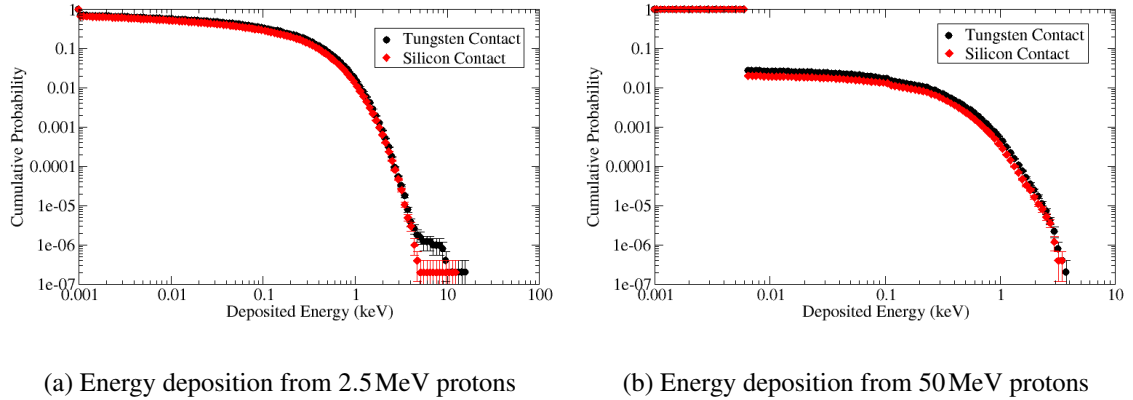 1
0.1
0.01
0.001
0.0001
1e-05
1e-06
1e-07
0.001
0.01
0.1
1
10
100
Cumulative Probability
Deposited Energy (keV)
Tungsten Contact
Silicon Contact
(a) Energy deposition from 2.5 MeV protons
1
0.1
0.01
0.001
0.0001
1e-05
1e-06
1e-07
0.001
0.01
0.1
1
10
Cumulative Probability
Deposited Energy (keV)
Tungsten Contact
Silicon Contact
(b) Energy deposition from 50 MeV protons